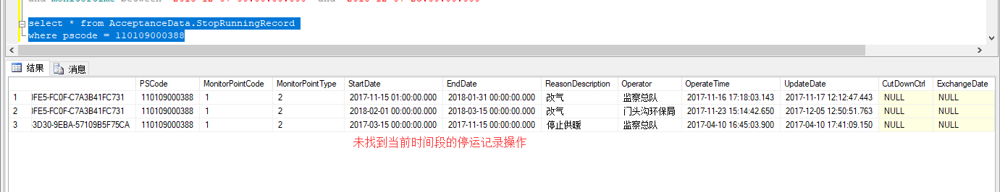 select * from AcceptanceData.StopRunningRecord
where pscode = 110109000388
结果 消息
PSCode MonitorPointCode MonitorPointType StartDate EndDate ReasonDescription Operator OperateTime UpdateDate CutDownCtrl ExchangeDate
1 0FE5-FC0F-C7A3B41FC731 110109000388 1 2 2017-11-15 01:00:00.000 2018-01-31 00:00:00.000 改气 监察总队 2017-11-16 17:18:03.143 2017-11-17 12:12:47.443 NULL NULL
2 0FE5-FC0F-C7A3B41FC731 110109000388 1 2 2018-02-01 00:00:00.000 2018-03-15 00:00:00.000 改气 门头沟环保局 2017-11-23 15:14:42.650 2017-12-05 12:50:51.763 NULL NULL
3 3D30-9EBA-57109B5F75CA 110109000388 1 2 2017-03-15 00:00:00.000 2017-11-15 00:00:00.000 停止供暖 监察总队 2017-04-10 16:45:03.900 2017-04-10 17:41:09.150 NULL NULL
未找到当前时间段的停运记录操作